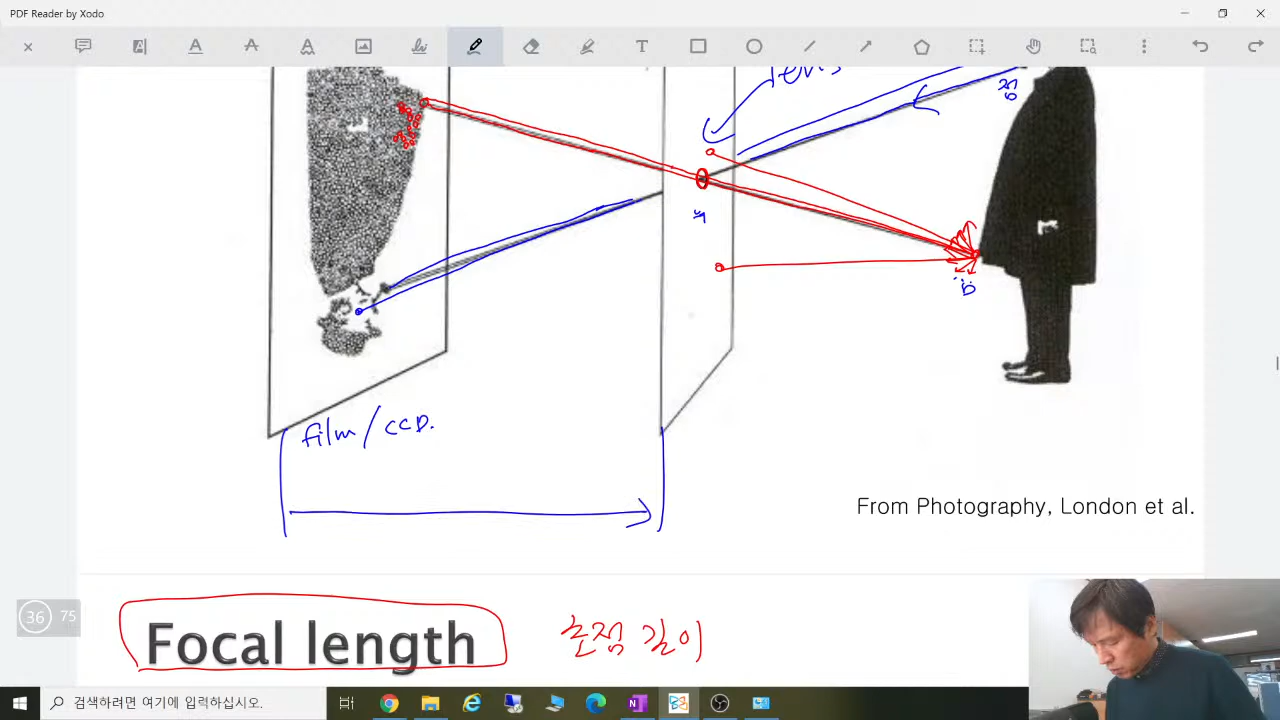 PDF Reader by Xodo
lens
film / CCD.
From Photography, London et al.
36 75
Focal length 초점 길이
검색하려면 여기에 입력하십시오.